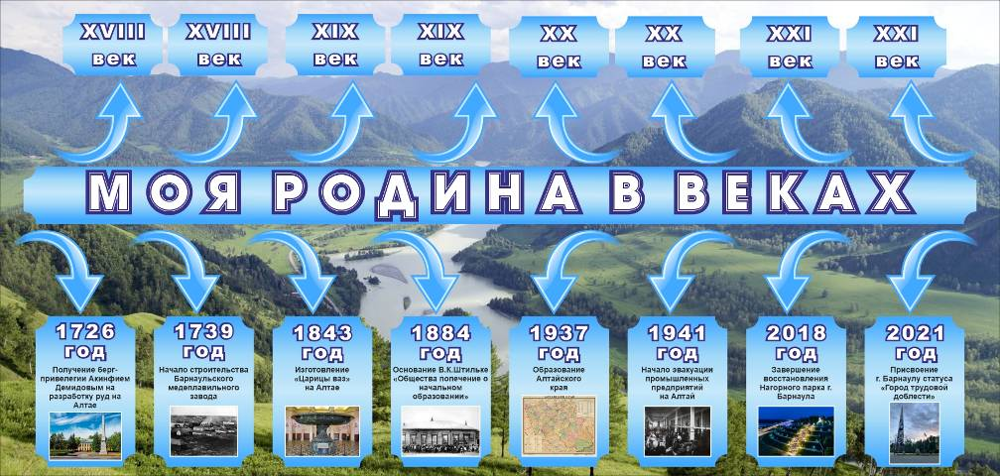 XVIII
век
XVIII
век
XIX
век
XIX
век
XX
век
XX
век
XXI
век
XXI
век
МОЯ РОДИНА В ВЕКАХ
1726
год
Получение берг-
привелегии Акинфием
Демидовым на
разработку руд на
Алтае
1739
год
Начало строительства
Барнаульского
медеплавильного
завода
1843
год
Изготовление
«Царицы ваз»
на Алтае
1884
год
Основание В.К.Штильке
«Общества попечение о
начальном
образовании»
1937
год
Образование
Алтайского
края
1941
год
Начало эвакуации
промышленных
предприятий
на Алтай
2018
год
Завершение
восстановления
Нагорного парка г.
Барнаула
2021
год
Присвоение
г. Барнаулу статуса
«Город трудовой
доблести»